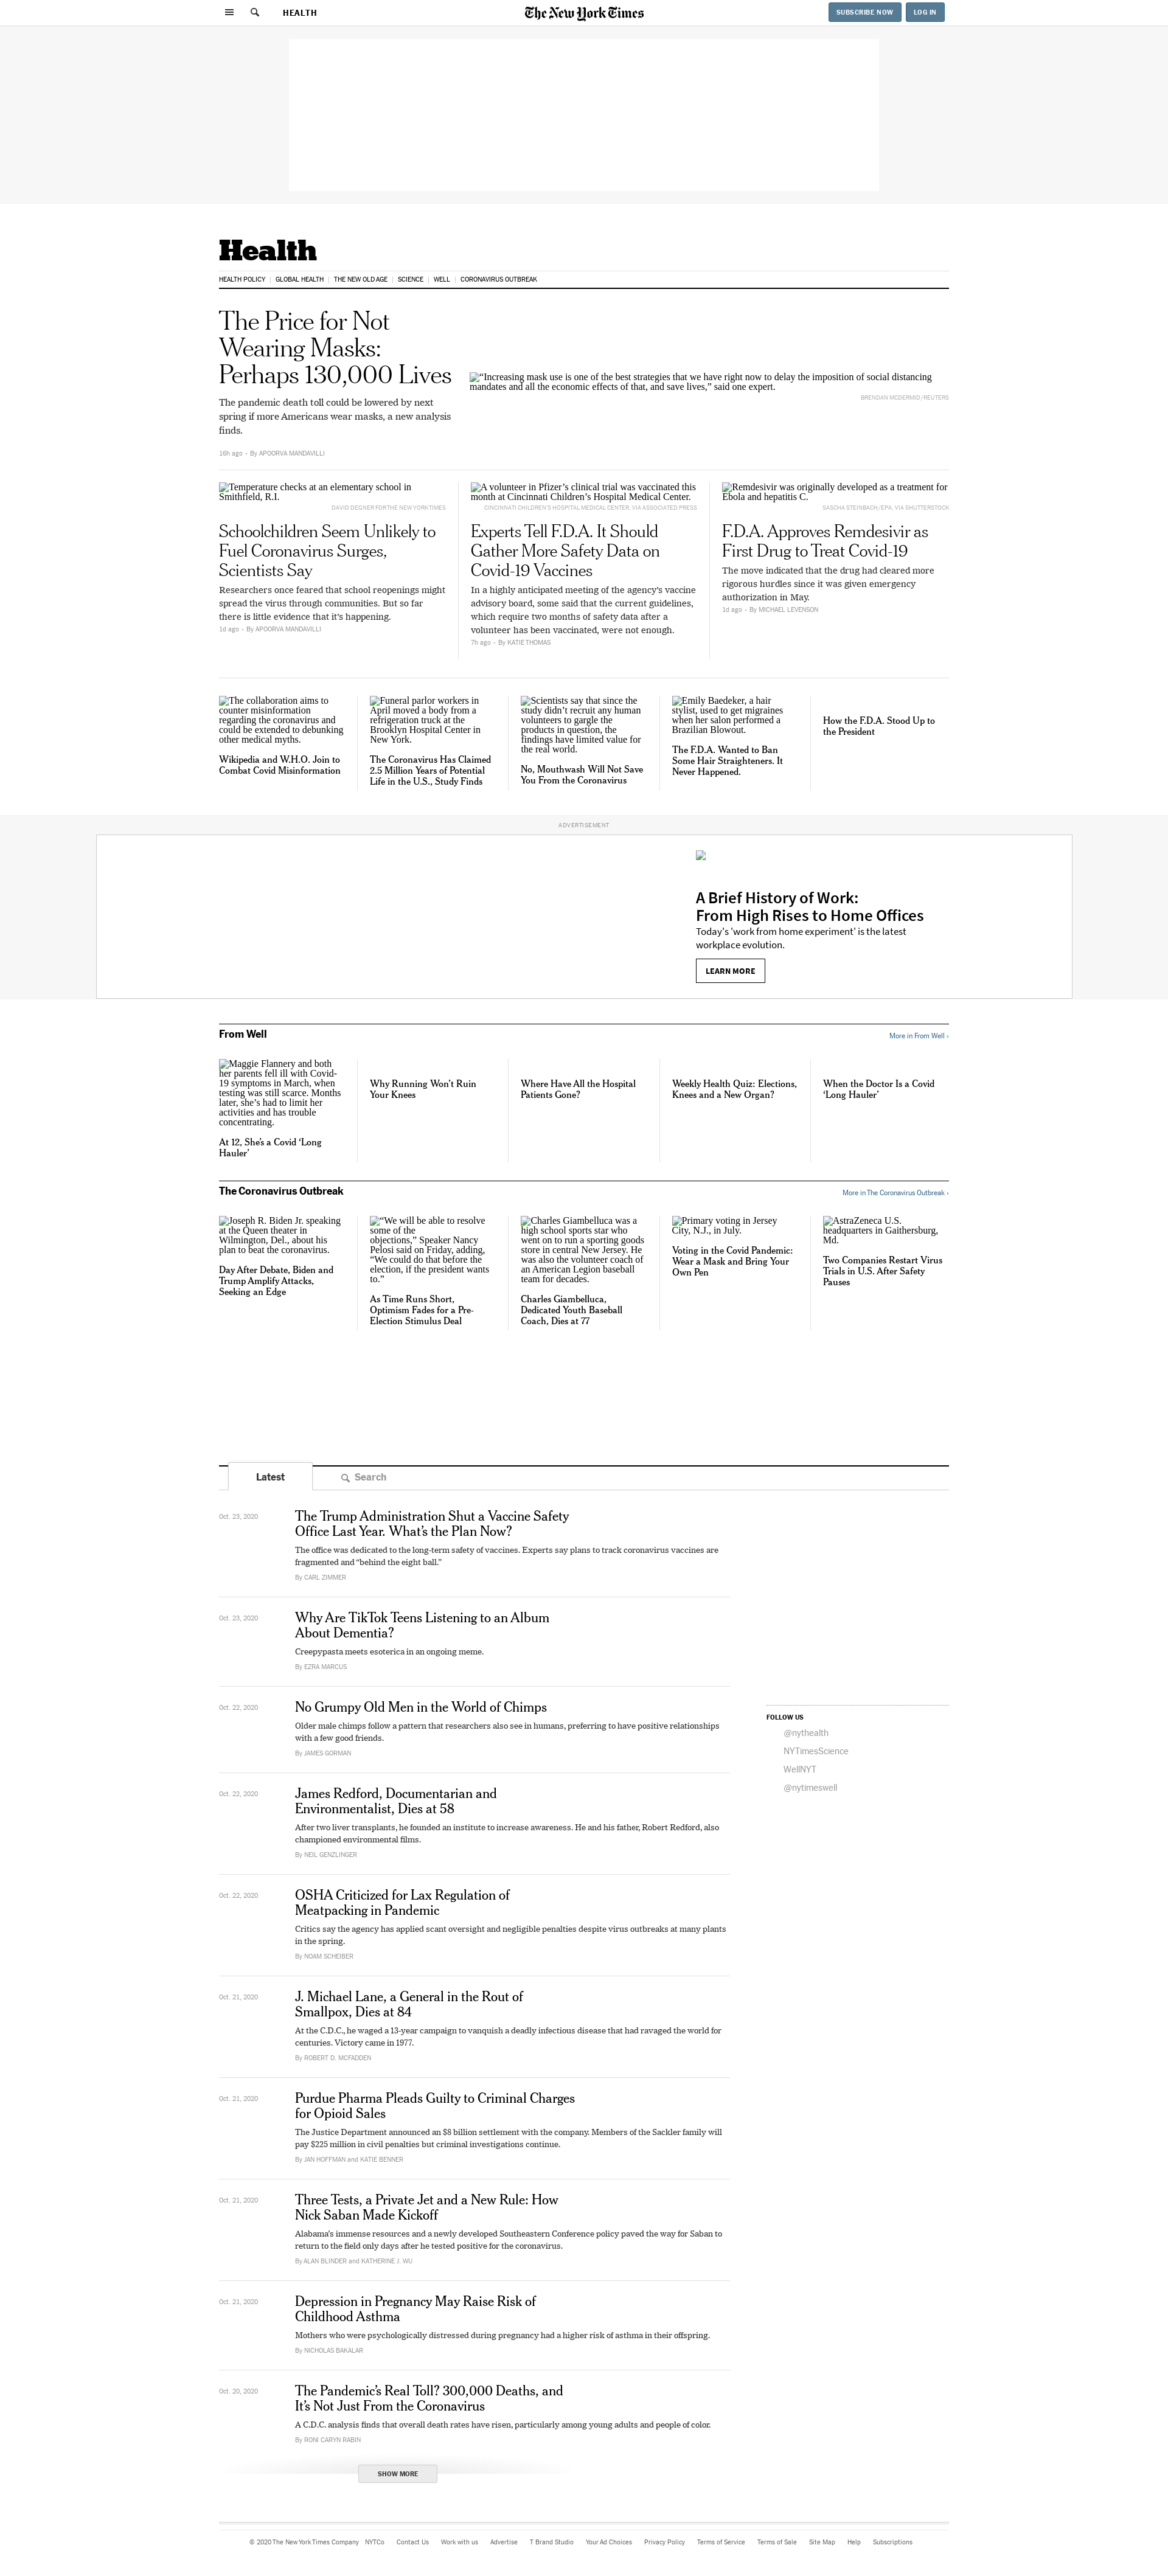 HEALTH
The New York Times
SUBSCRIBE NOW
LOG IN
Health
HEALTH POLICY
GLOBAL HEALTH
THE NEW OLD AGE
SCIENCE
WELL
CORONAVIRUS OUTBREAK
The Price for Not
Wearing Masks:
Perhaps 130,000 Lives
The pandemic death toll could be lowered by next
spring if more Americans wear masks, a new analysis
finds.
16h ago - By APOORVA MANDAVILLI
“Increasing mask use is one of the best strategies that we have right now to delay the imposition of social distancing
mandates and all the economic effects of that, and save lives,” said one expert.
BRENDAN MCDERMID/REUTERS
Temperature checks at an elementary school in
Smithfield, R.I.
DAVID DEGNER FOR THE NEW YORK TIMES
Schoolchildren Seem Unlikely to
Fuel Coronavirus Surges,
Scientists Say
Researchers once feared that school reopenings might
spread the virus through communities. But so far
there is little evidence that it’s happening.
1d ago - By APOORVA MANDAVILLI
A volunteer in Pfizer’s clinical trial was vaccinated this
month at Cincinnati Children’s Hospital Medical Center.
CINCINNATI CHILDREN'S HOSPITAL MEDICAL CENTER, VIA ASSOCIATED PRESS
Experts Tell F.D.A. It Should
Gather More Safety Data on
Covid-19 Vaccines
In a highly anticipated meeting of the agency’s vaccine
advisory board, some said that the current guidelines,
which require two months of safety data after a
volunteer has been vaccinated, were not enough.
7h ago - By KATIE THOMAS
Remdesivir was originally developed as a treatment for
Ebola and hepatitis C.
SASCHA STEINBACH/EPA, VIA SHUTTERSTOCK
F.D.A. Approves Remdesivir as
First Drug to Treat Covid-19
The move indicated that the drug had cleared more
rigorous hurdles since it was given emergency
authorization in May.
1d ago - By MICHAEL LEVENSON
The collaboration aims to
counter misinformation
regarding the coronavirus and
could be extended to debunking
other medical myths.
Wikipedia and W.H.O. Join to
Combat Covid Misinformation
Funeral parlor workers in
April moved a body from a
refrigeration truck at the
Brooklyn Hospital Center in
New York.
The Coronavirus Has Claimed
2.5 Million Years of Potential
Life in the U.S., Study Finds
Scientists say that since the
study didn’t recruit any human
volunteers to gargle the
products in question, the
findings have limited value for
the real world.
No, Mouthwash Will Not Save
You From the Coronavirus
Emily Baedeker, a hair
stylist, used to get migraines
when her salon performed a
Brazilian Blowout.
The F.D.A. Wanted to Ban
Some Hair Straighteners. It
Never Happened.
How the F.D.A. Stood Up to
the President
ADVERTISEMENT
A Brief History of Work:
From High Rises to Home Offices
Today's 'work from home experiment' is the latest
workplace evolution.
LEARN MORE
From Well
More in From Well ›
Maggie Flannery and both
her parents fell ill with Covid-
19 symptoms in March, when
testing was still scarce. Months
later, she’s had to limit her
activities and has trouble
concentrating.
At 12, She’s a Covid ‘Long
Hauler’
Why Running Won’t Ruin
Your Knees
Where Have All the Hospital
Patients Gone?
Weekly Health Quiz: Elections,
Knees and a New Organ?
When the Doctor Is a Covid
‘Long Hauler’
The Coronavirus Outbreak
More in The Coronavirus Outbreak ›
Joseph R. Biden Jr. speaking
at the Queen theater in
Wilmington, Del., about his
plan to beat the coronavirus.
Day After Debate, Biden and
Trump Amplify Attacks,
Seeking an Edge
“We will be able to resolve
some of the
objections,” Speaker Nancy
Pelosi said on Friday, adding,
“We could do that before the
election, if the president wants
to.”
As Time Runs Short,
Optimism Fades for a Pre-
Election Stimulus Deal
Charles Giambelluca was a
high school sports star who
went on to run a sporting goods
store in central New Jersey. He
was also the volunteer coach of
an American Legion baseball
team for decades.
Charles Giambelluca,
Dedicated Youth Baseball
Coach, Dies at 77
Primary voting in Jersey
City, N.J., in July.
Voting in the Covid Pandemic:
Wear a Mask and Bring Your
Own Pen
AstraZeneca U.S.
headquarters in Gaithersburg,
Md.
Two Companies Restart Virus
Trials in U.S. After Safety
Pauses
Latest
Search
Oct. 23, 2020
The Trump Administration Shut a Vaccine Safety
Office Last Year. What’s the Plan Now?
The office was dedicated to the long-term safety of vaccines. Experts say plans to track coronavirus vaccines are
fragmented and “behind the eight ball.”
By CARL ZIMMER
Oct. 23, 2020
Why Are TikTok Teens Listening to an Album
About Dementia?
Creepypasta meets esoterica in an ongoing meme.
By EZRA MARCUS
Oct. 22, 2020
No Grumpy Old Men in the World of Chimps
Older male chimps follow a pattern that researchers also see in humans, preferring to have positive relationships
with a few good friends.
By JAMES GORMAN
FOLLOW US
@nythealth
NYTimesScience
WellNYT
@nytimeswell
Oct. 22, 2020
James Redford, Documentarian and
Environmentalist, Dies at 58
After two liver transplants, he founded an institute to increase awareness. He and his father, Robert Redford, also
championed environmental films.
By NEIL GENZLINGER
Oct. 22, 2020
OSHA Criticized for Lax Regulation of
Meatpacking in Pandemic
Critics say the agency has applied scant oversight and negligible penalties despite virus outbreaks at many plants
in the spring.
By NOAM SCHEIBER
Oct. 21, 2020
J. Michael Lane, a General in the Rout of
Smallpox, Dies at 84
At the C.D.C., he waged a 13-year campaign to vanquish a deadly infectious disease that had ravaged the world for
centuries. Victory came in 1977.
By ROBERT D. MCFADDEN
Oct. 21, 2020
Purdue Pharma Pleads Guilty to Criminal Charges
for Opioid Sales
The Justice Department announced an $8 billion settlement with the company. Members of the Sackler family will
pay $225 million in civil penalties but criminal investigations continue.
By JAN HOFFMAN and KATIE BENNER
Oct. 21, 2020
Three Tests, a Private Jet and a New Rule: How
Nick Saban Made Kickoff
Alabama’s immense resources and a newly developed Southeastern Conference policy paved the way for Saban to
return to the field only days after he tested positive for the coronavirus.
By ALAN BLINDER and KATHERINE J. WU
Oct. 21, 2020
Depression in Pregnancy May Raise Risk of
Childhood Asthma
Mothers who were psychologically distressed during pregnancy had a higher risk of asthma in their offspring.
By NICHOLAS BAKALAR
Oct. 20, 2020
The Pandemic’s Real Toll? 300,000 Deaths, and
It’s Not Just From the Coronavirus
A C.D.C. analysis finds that overall death rates have risen, particularly among young adults and people of color.
By RONI CARYN RABIN
SHOW MORE
© 2020 The New York Times Company
NYTCo
Contact Us
Work with us
Advertise
T Brand Studio
Your Ad Choices
Privacy Policy
Terms of Service
Terms of Sale
Site Map
Help
Subscriptions